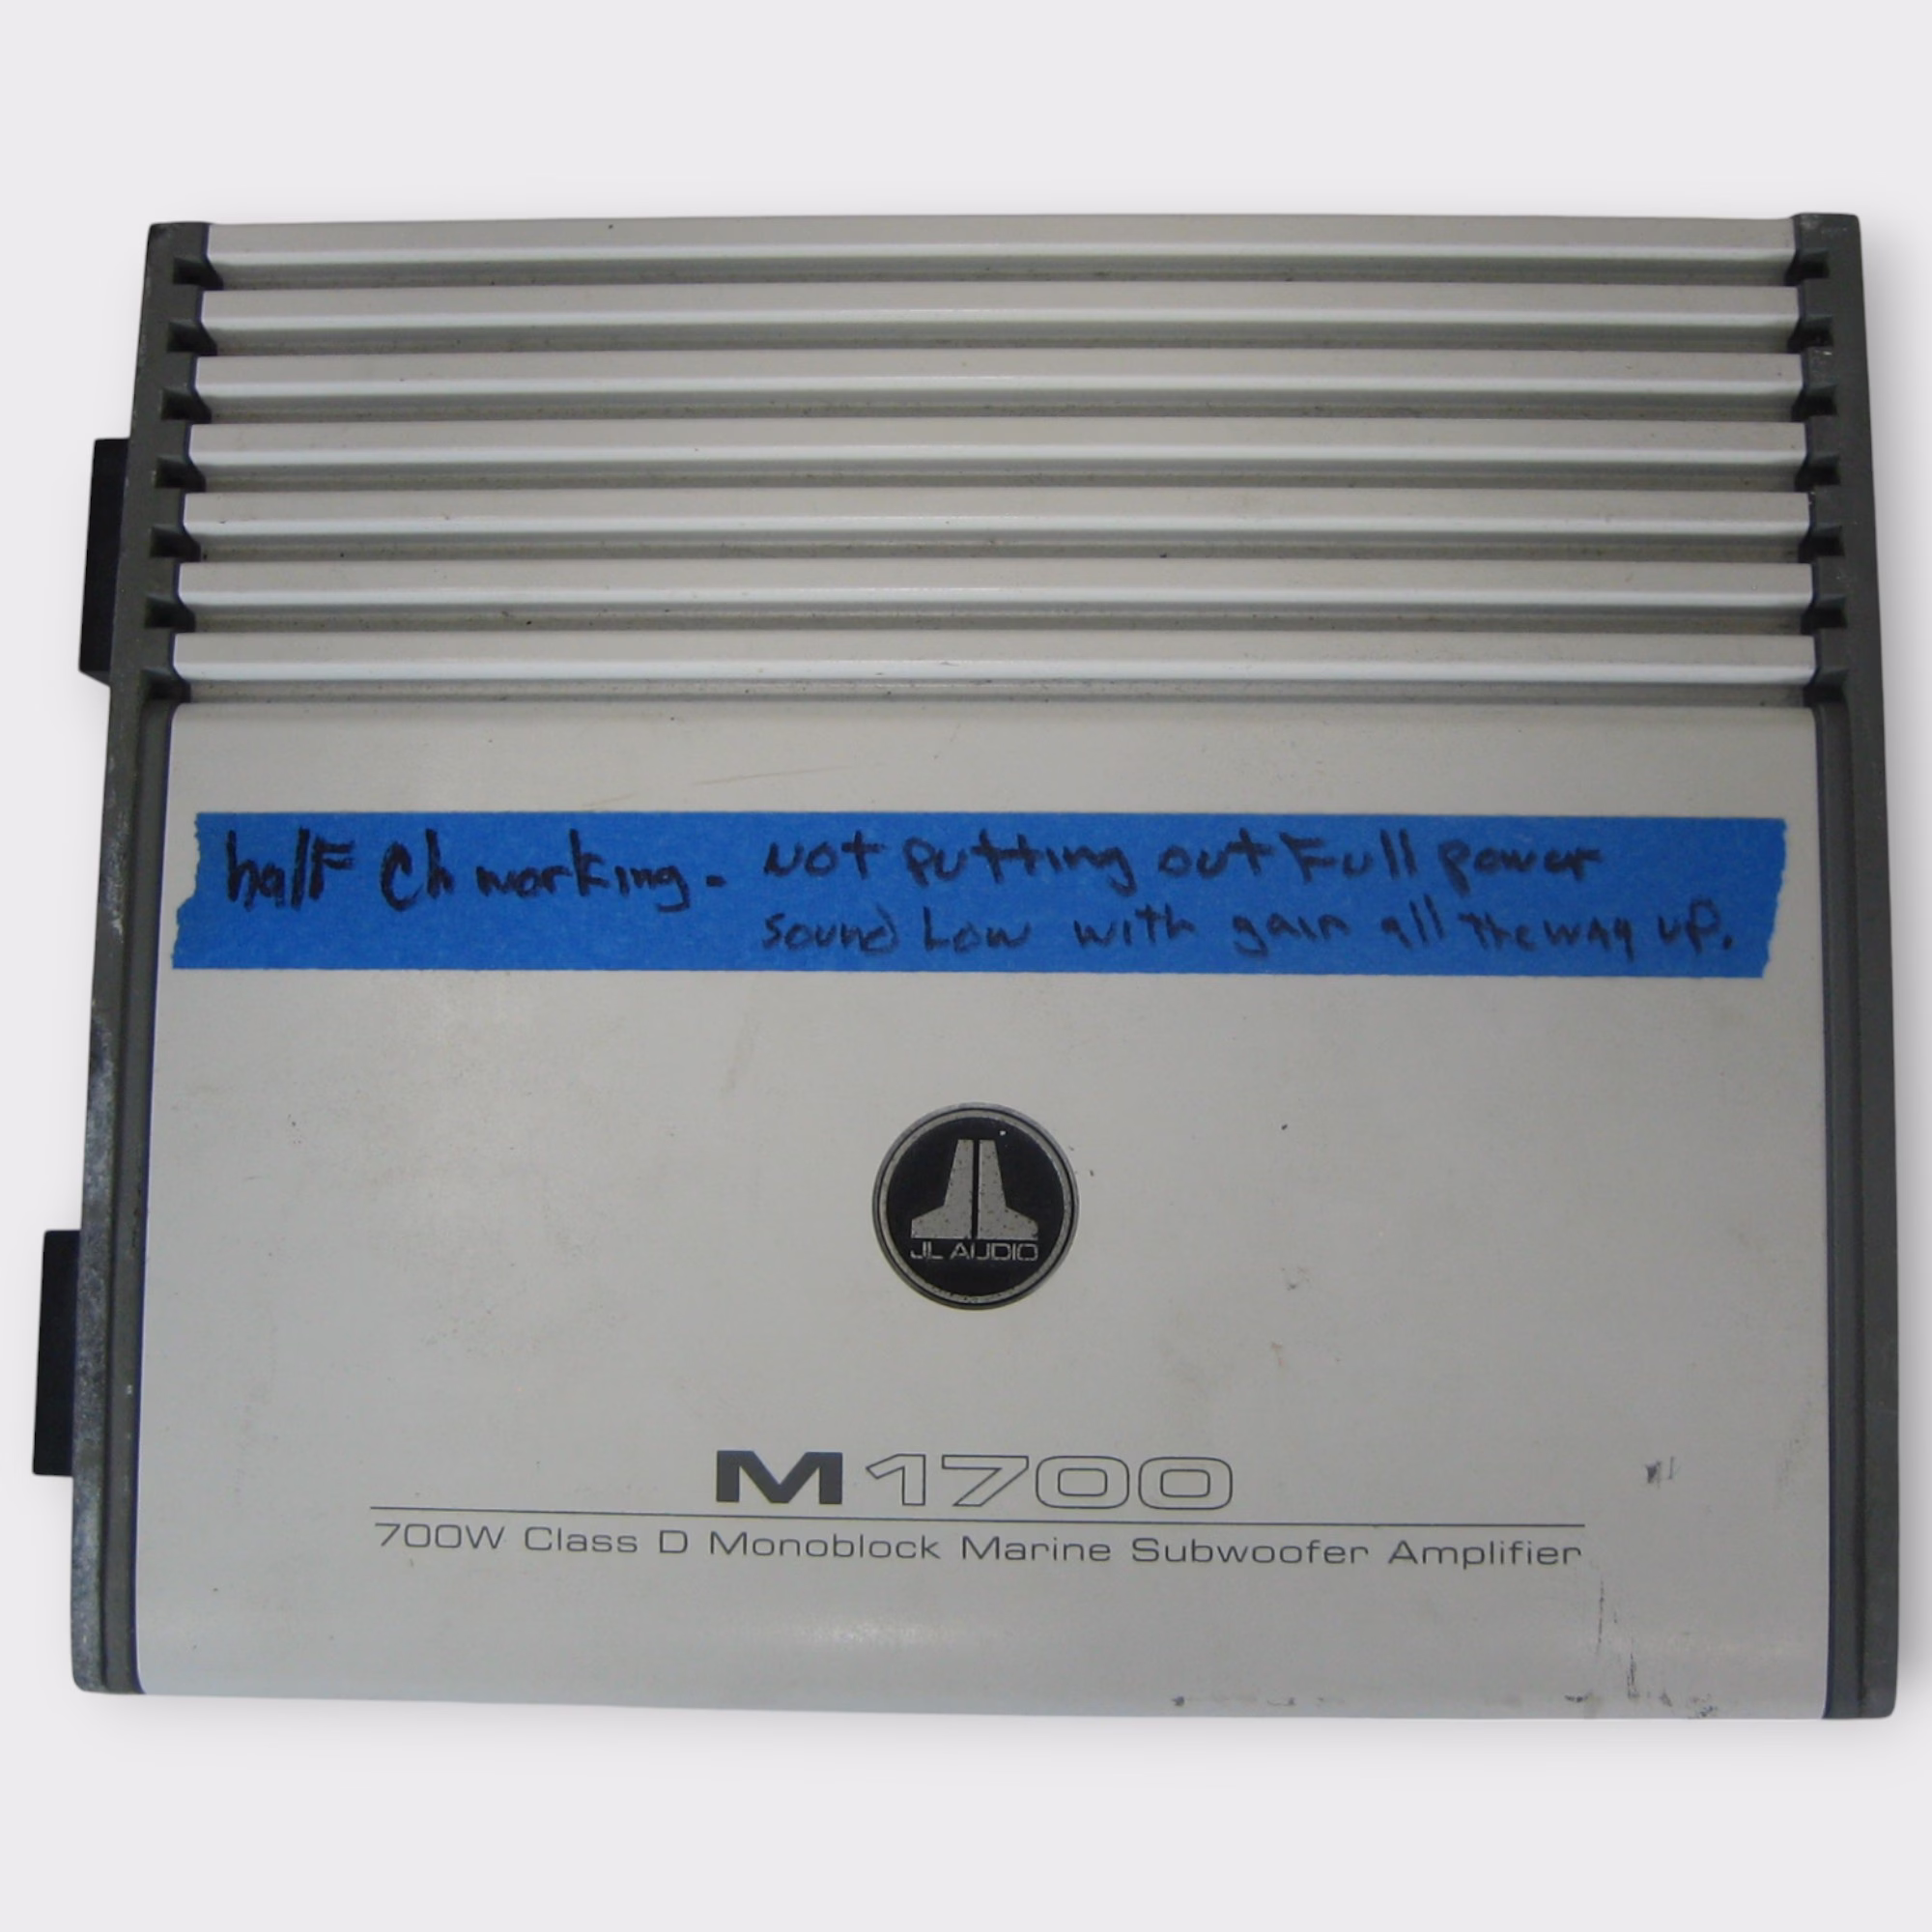 half Ch working - Not putting out Full power
sound Low with gain all The way up.
JL AUDIO
M1700
700W Class D Monoblock Marine Subwoofer Amplifier